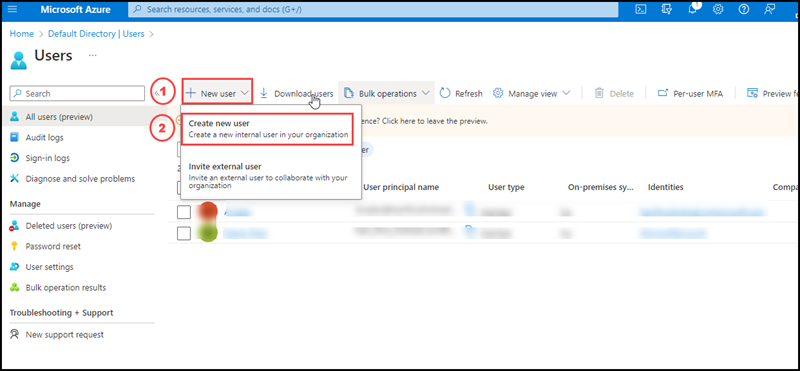 Microsoft Azure
Search resources, services, and docs (G+/)
1
Home > Default Directory | Users >
Users
...
Search
«
1
New user
Download users
Bulk operations
Refresh
Manage view
Delete
Per-user MFA
Preview fe
All users (preview)
2
Create new user
Create a new internal user in your organization
ence? Click here to leave the preview.
Audit logs
er
Sign-in logs
Invite external user
Invite an external user to collaborate with your
organization
Diagnose and solve problems
2
User principal name
User type
On-premises sy...
Identities
Compa
Manage
Deleted users (preview)
Password reset
User settings
Bulk operation results
Troubleshooting + Support
New support request